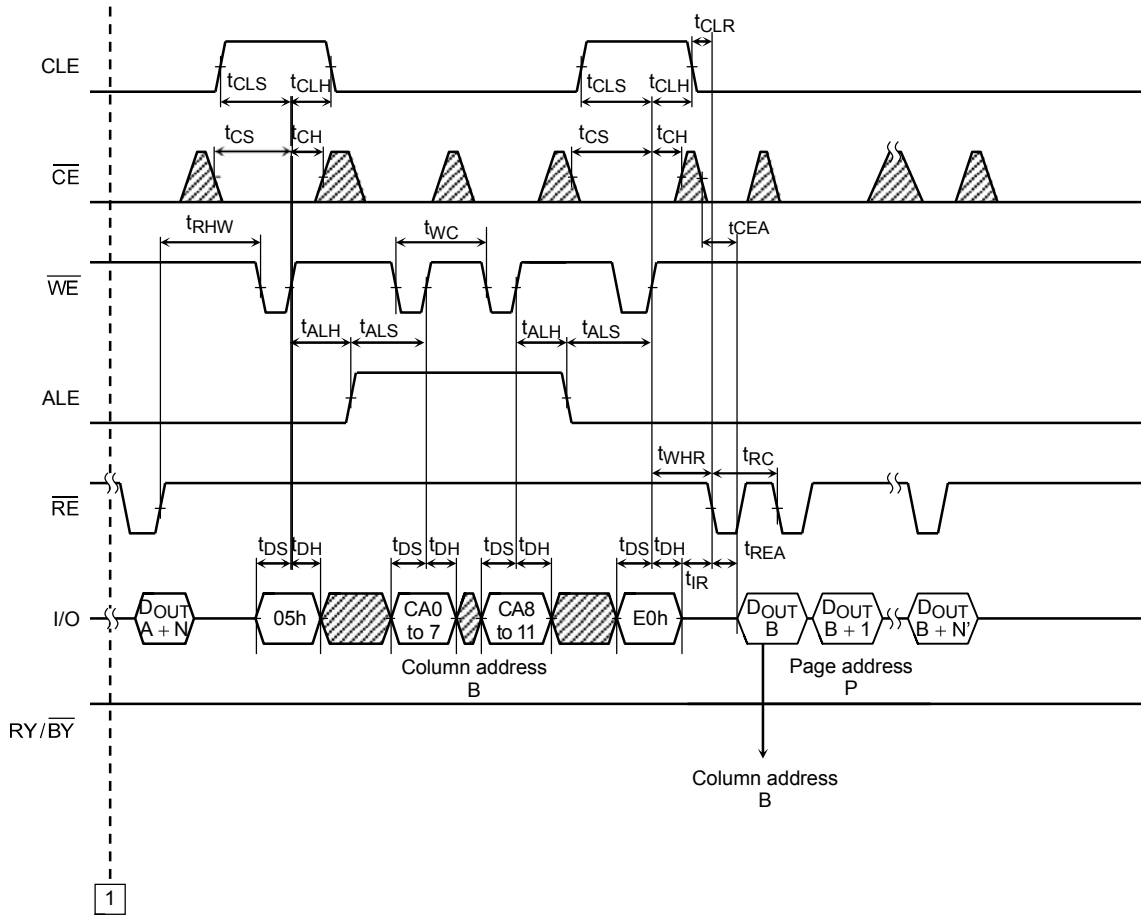 tCLR
CLE
tCLS tCLH tCLS tCLH
tCS tCH tCS tCH
CE
tRHW tWC tCEA
WE
tALH tALS tALH tALS
ALE
tWHR tRC
RE
tDS tDH tDS tDH tDS tDH tDS tDH tIR tREA
I/O
DOUT A + N
05h
CA0 to 7
CA8 to 11
E0h
DOUT B
DOUT B + 1
DOUT B + N’
Column address
B
Page address
P
RY/BY
Column address
B
1